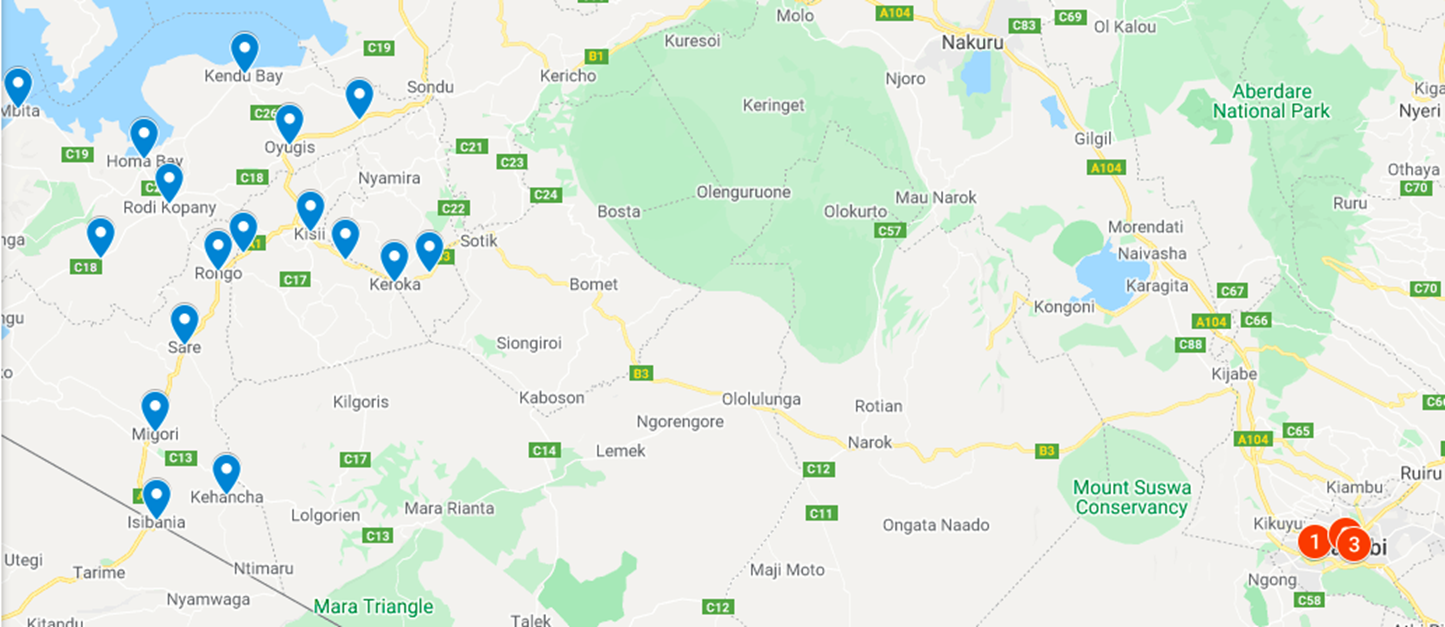 Molo
A104
C83
C69
Ol Kalou
C19
Kuresoi
Nakuru
B1
Kendu Bay
Kericho
Njoro
Sondu
Mbita
Keringet
Aberdare
National Park
Nyeri
Oyugis
Gilgil
C19
Homa Bay
C21
C23
A104
Othaya
C18
Nyamira
C24
Olenguruone
C70
Rodi Kopany
C22
Bosta
Olokurto
Mau Narok
Ruru
Kisii
C57
Morendati
Sotik
Naivasha
C18
Rongo
C17
Keroka
Bomet
Karagita
C67
C70
Kongoni
A104
C66
Sare
Siongiroi
C88
B3
Kijabe
Kilgoris
Kaboson
Ololulunga
Rotian
Ngorengore
Migori
Narok
A104
C65
C13
C17
C14
Lemek
B3
C12
Ruiru
Kehancha
Mount Suswa
Conservancy
Kiambu
Isibania
Lolgorien
Mara Rianta
C11
Ongata Naado
Kikuyu
C13
1
3
Utegi
Tarime
Ntimaru
Maji Moto
Ngong
Nyamwaga
Mara Triangle
C12
C58
Kitandu
Talek